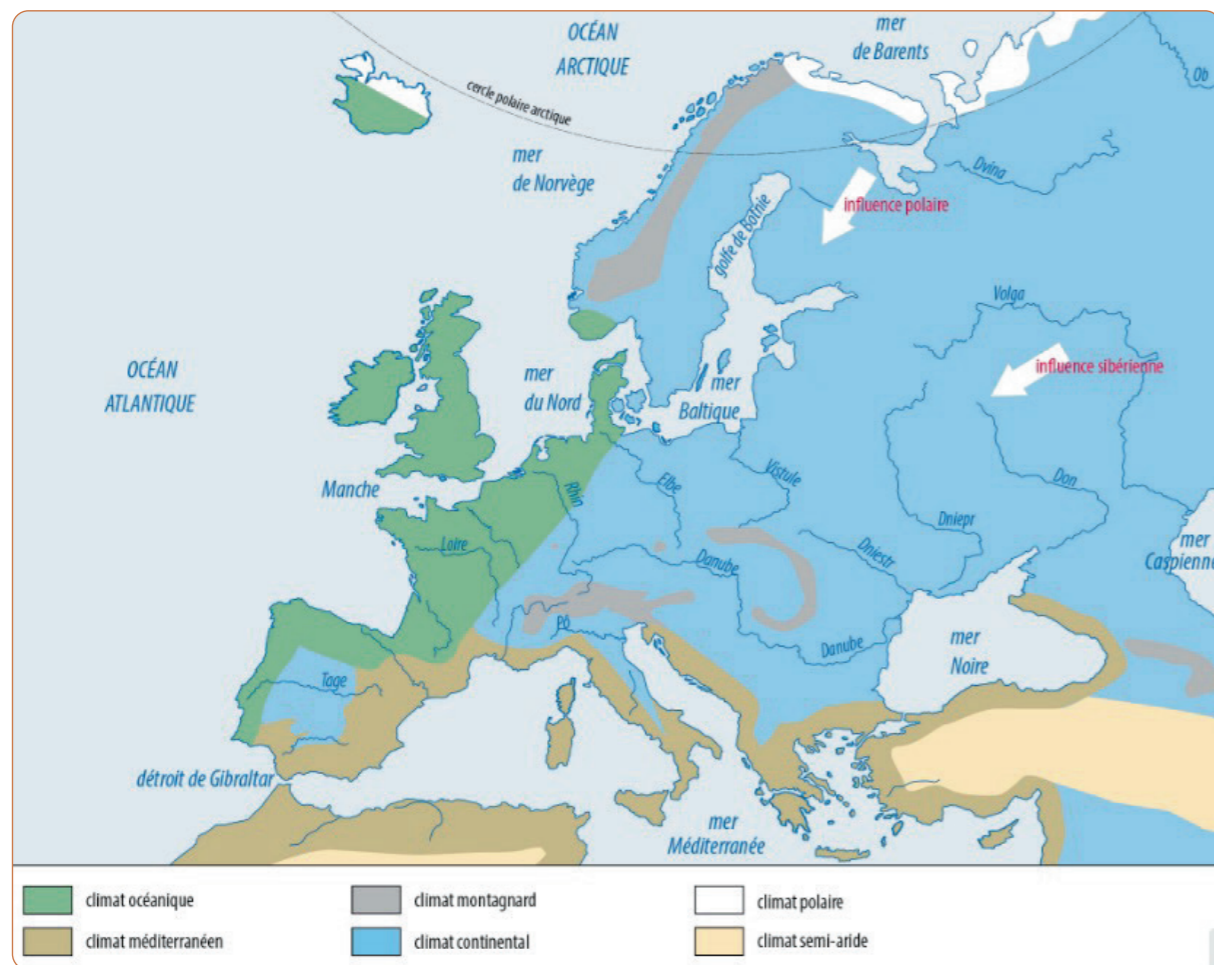 OCÉAN
ARCTIQUE
mer
de Barents
Ob
cercle polaire arctique
mer
de Norvège
Dvina
influence polaire
golfe de Botnie
Volga
OCÉAN
ATLANTIQUE
mer
du Nord
mer
Baltique
influence sibérienne
Manche
Rhin
Elbe
Vistule
Don
Loire
Dniepr
Danube
Dniestr
mer
Caspienne
Pô
Danube
mer
Noire
Tage
détroit de Gibraltar
mer
Méditerranée
climat océanique
climat montagnard
climat polaire
climat méditerranéen
climat continental
climat semi-aride